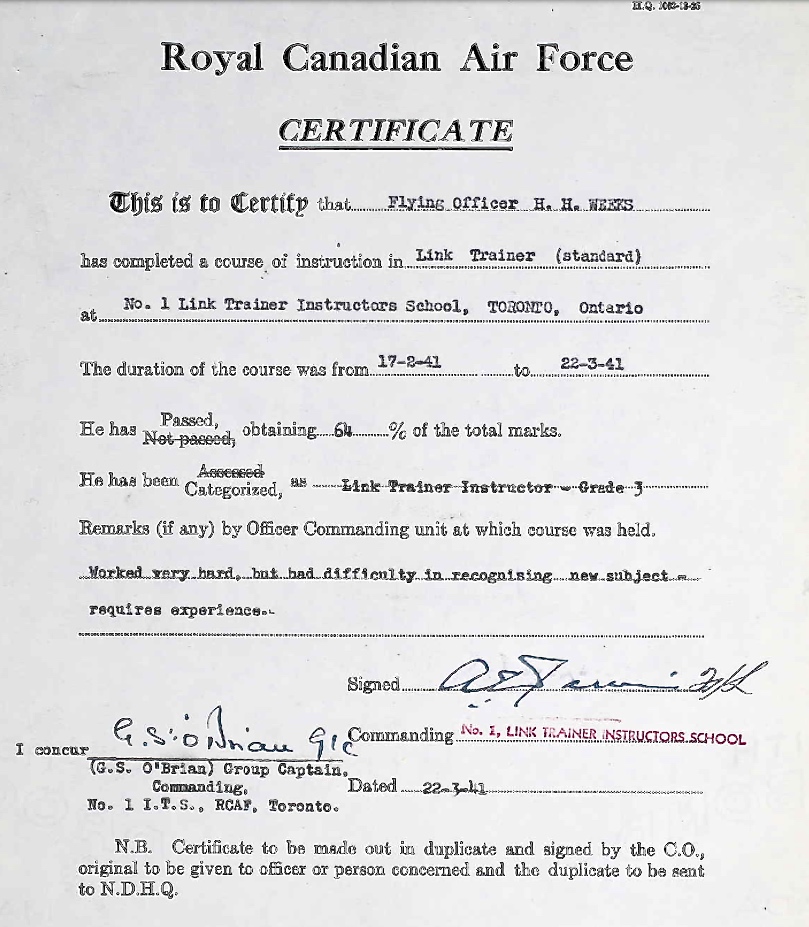 H.Q. 1062-13-26
Royal Canadian Air Force
CERTIFICATE
This is to Certify that Flying Officer H. H. WEEKS
has completed a course of instruction in Link Trainer (standard)
at No. 1 Link Trainer Instructors School, TORONTO, Ontario
The duration of the course was from 17-2-41 to 22-3-41
He has Passed, Not passed, obtaining 64 % of the total marks.
He has been Assessed Categorized, as Link Trainer Instructor - Grade 3
Remarks (if any) by Officer Commanding unit at which course was held.
Worked very hard, but had difficulty in recognising new subject -
requires experience.-
Signed
I concur G.S. O'Brian G/C Commanding No. 1, LINK TRAINER INSTRUCTORS SCHOOL
(G.S. O'Brian) Group Captain,
Commanding, Dated 22-3-41
No. 1 I.T.S., RCAF, Toronto.
N.B. Certificate to be made out in duplicate and signed by the C.O.,
original to be given to officer or person concerned and the duplicate to be sent
to N.D.H.Q.